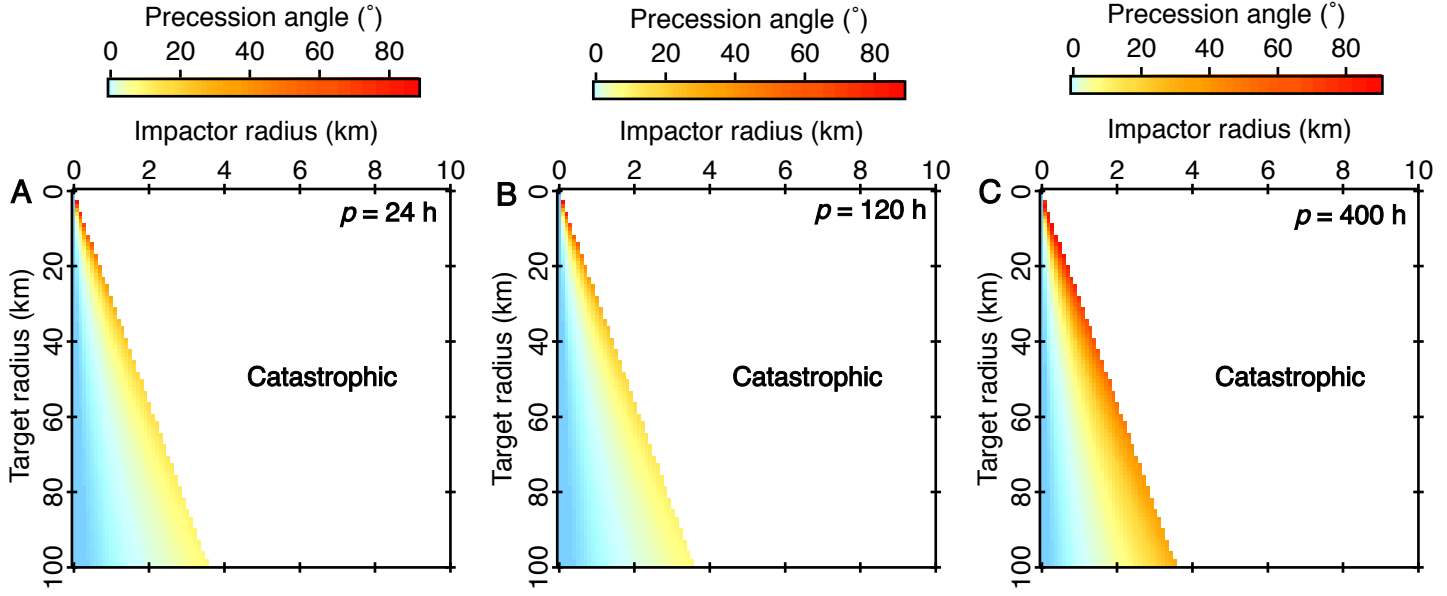 Precession angle (°)
0 20 40 60 80
Impactor radius (km)
0 2 4 6 8 10
A
p = 24 h
Target radius (km)
0
20
40
60
80
100
Catastrophic
Precession angle (°)
0 20 40 60 80
Impactor radius (km)
0 2 4 6 8 10
B
p = 120 h
Target radius (km)
0
20
40
60
80
100
Catastrophic
Precession angle (°)
0 20 40 60 80
Impactor radius (km)
0 2 4 6 8 10
C
p = 400 h
Target radius (km)
0
20
40
60
80
100
Catastrophic